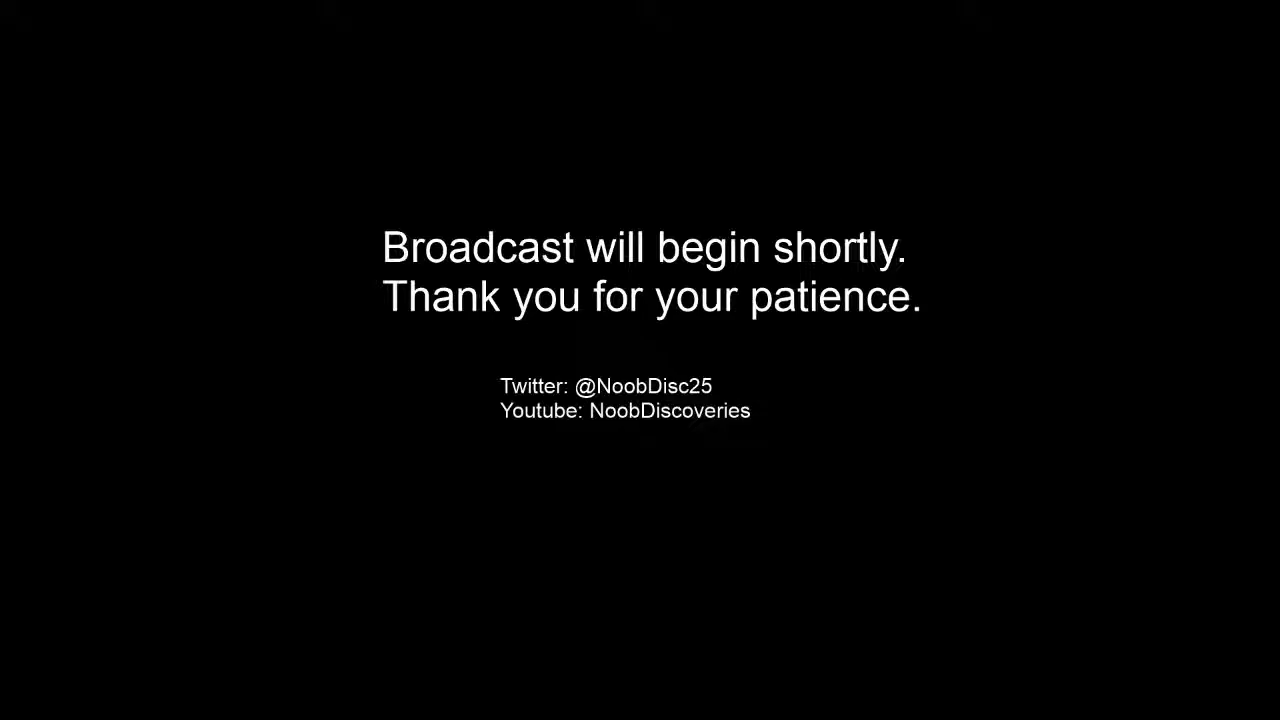 Broadcast will begin shortly.
Thank you for your patience.
Twitter: @NoobDisc25
Youtube: NoobDiscoveries